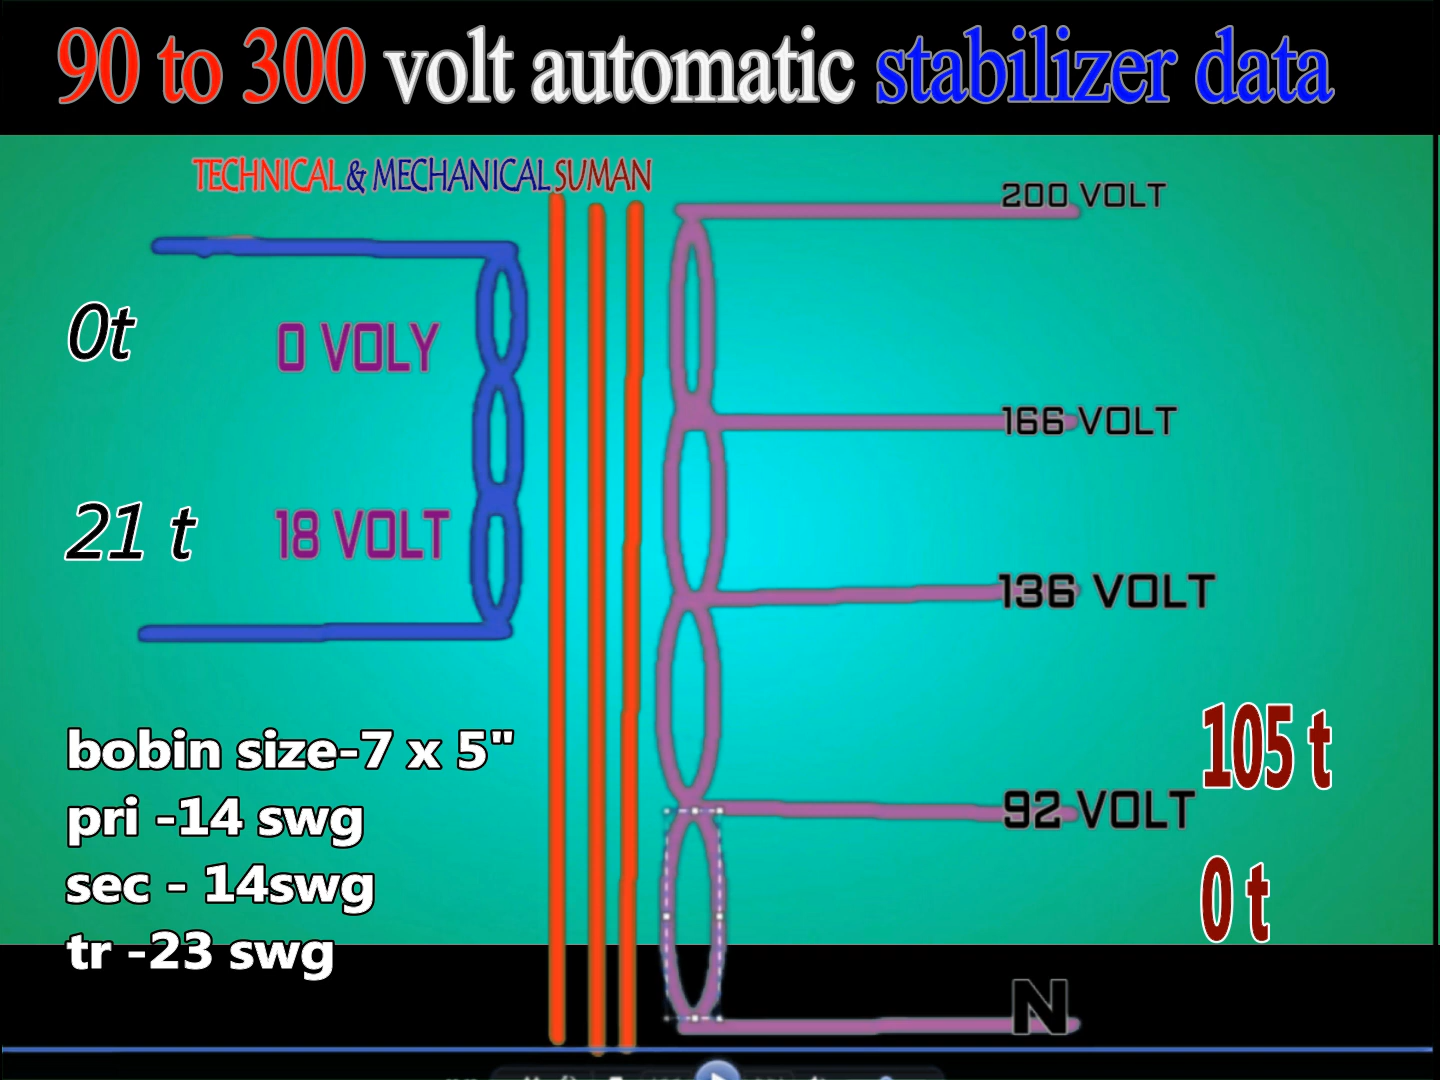 90 to 300 volt automatic stabilizer data
TECHNICAL & MECHANICAL SUMAN
200 VOLT
0t
0 VOLY
166 VOLT
21 t
18 VOLT
136 VOLT
105 t
92 VOLT
0 t
bobin size-7 x 5"
pri -14 swg
sec - 14swg
tr -23 swg
N